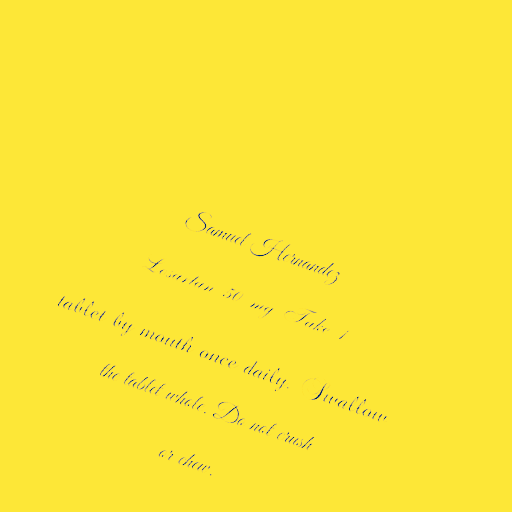 Samuel Hernandez
Losartan 50 mg Take 1
tablet by mouth once daily. Swallow
the tablet whole. Do not crush
or chew.